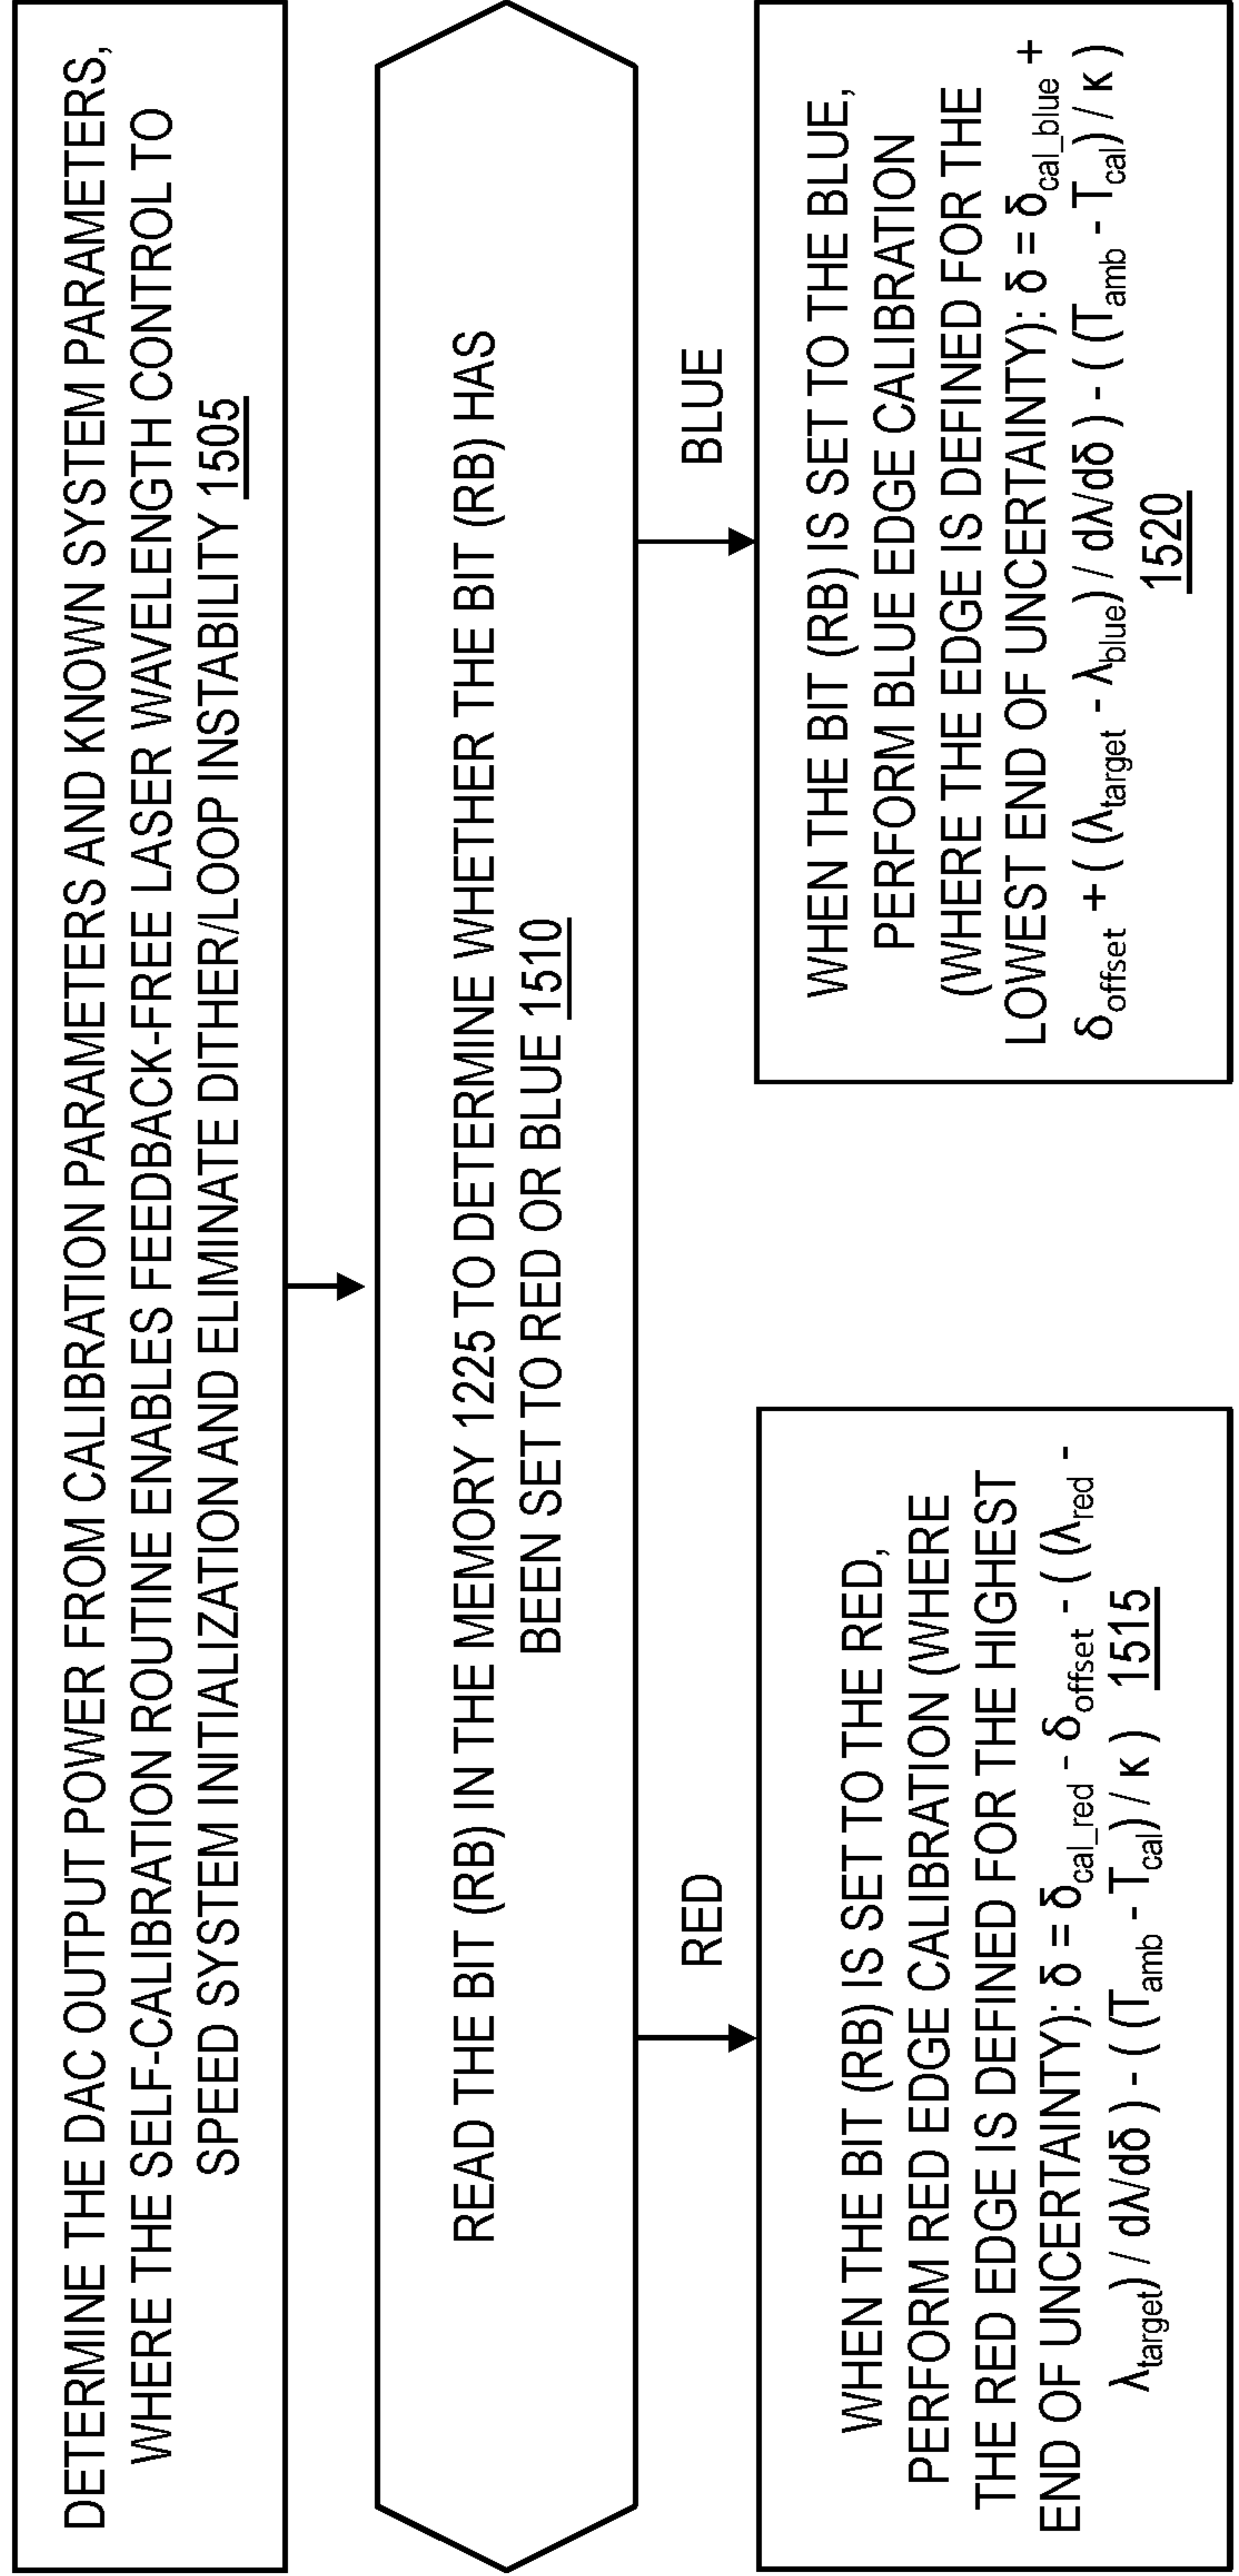 DETERMINE THE DAC OUTPUT POWER FROM CALIBRATION PARAMETERS AND KNOWN SYSTEM PARAMETERS,
WHERE THE SELF-CALIBRATION ROUTINE ENABLES FEEDBACK-FREE LASER WAVELENGTH CONTROL TO
SPEED SYSTEM INITIALIZATION AND ELIMINATE DITHER/LOOP INSTABILITY 1505
READ THE BIT (RB) IN THE MEMORY 1225 TO DETERMINE WHETHER THE BIT (RB) HAS
BEEN SET TO RED OR BLUE 1510
RED
WHEN THE BIT (RB) IS SET TO THE RED,
PERFORM RED EDGE CALIBRATION (WHERE
THE RED EDGE IS DEFINED FOR THE HIGHEST
END OF UNCERTAINTY): δ = δcal_red - δoffset - ( (λred -
λtarget) / dλ/dδ ) - ( (Tamb - Tcal) / κ ) 1515
BLUE
WHEN THE BIT (RB) IS SET TO THE BLUE,
PERFORM BLUE EDGE CALIBRATION
(WHERE THE EDGE IS DEFINED FOR THE
LOWEST END OF UNCERTAINTY): δ = δcal_blue +
δoffset + ( (λtarget - λblue) / dλ/dδ ) - ( (Tamb - Tcal) / κ )
1520